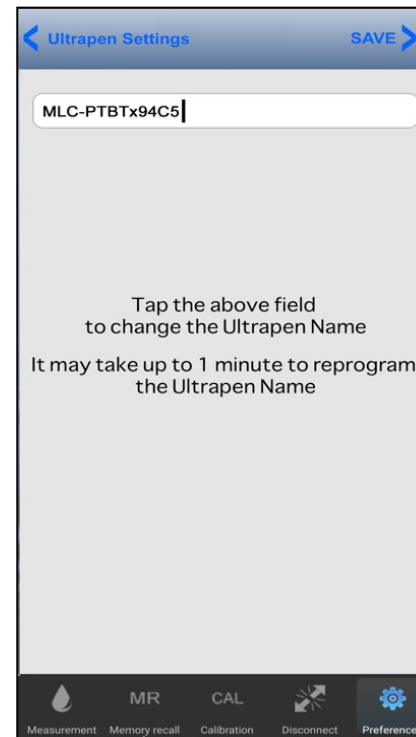 Ultrapen Settings SAVE
MLC-PTBTx94C5
Tap the above field
to change the Ultrapen Name
It may take up to 1 minute to reprogram
the Ultrapen Name
MR CAL
Measurement Memory recall Calibration Disconnect Preference